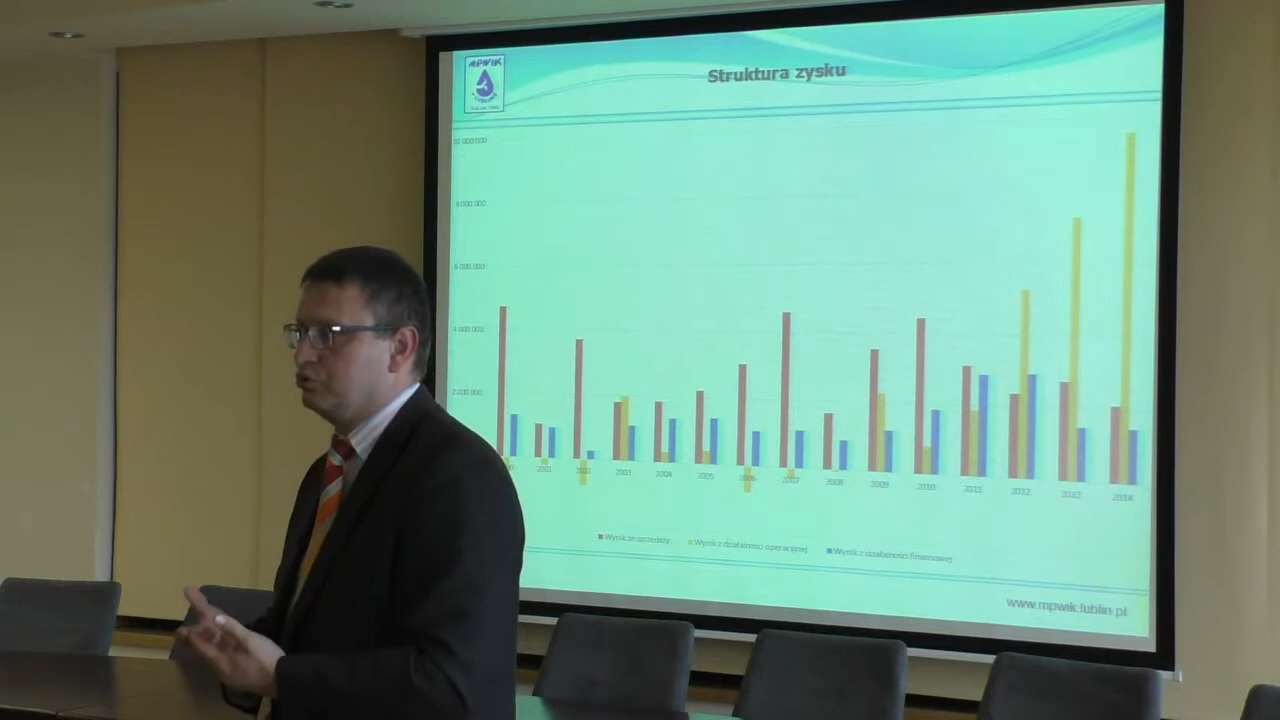 MPWIK
Struktura zysku
10 000 000
8 000 000
6 000 000
4 000 000
2 000 000
2001
2002
2003
2004
2005
2006
2007
2008
2009
2010
2011
2012
2013
2014
Wynik ze sprzedaży
Wynik z działalności operacyjnej
Wynik z działalności finansowej
www.mpwik.lublin.pl